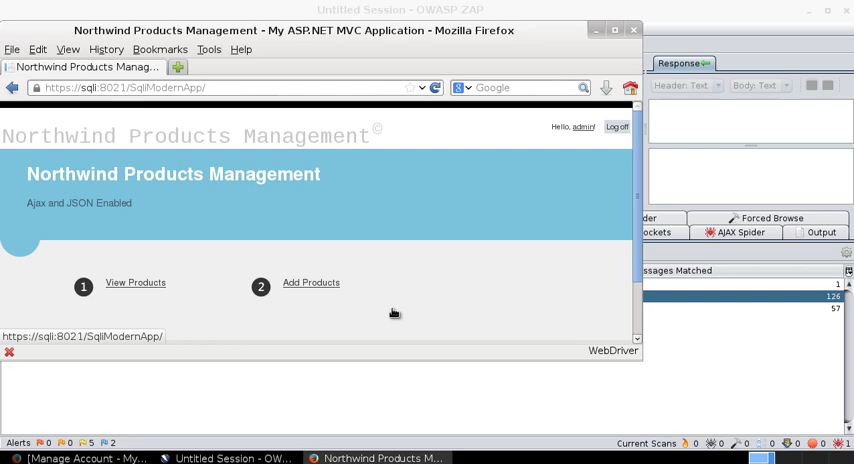 Untitled Session - OWASP ZAP
Northwind Products Management - My ASP.NET MVC Application - Mozilla Firefox
File Edit View History Bookmarks Tools Help
Northwind Products Manag...
https://sqli:8021/SqliModernApp/
Google
Response
Header: Text
Body: Text
Northwind Products Management©
Hello, admin!
Log off
Northwind Products Management
Ajax and JSON Enabled
der
Forced Browse
ockets
AJAX Spider
Output
ssages Matched
1
126
57
1 View Products
2 Add Products
https://sqli:8021/SqliModernApp/
WebDriver
Alerts 0 0 5 2
Current Scans 0 0 0 0 0 0 1
[Manage Account - My...
Untitled Session - OW...
Northwind Products M...